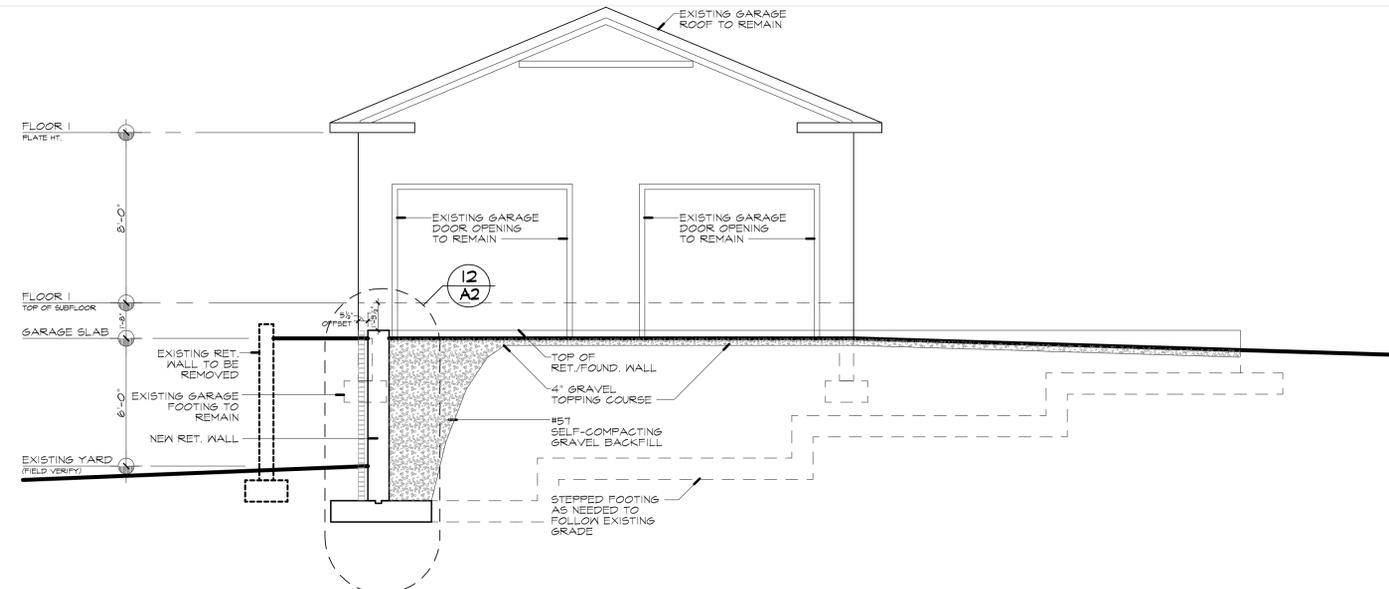 EXISTING GARAGE
ROOF TO REMAIN
FLOOR 1
PLATE HT.
8'-0"
EXISTING GARAGE
DOOR OPENING
TO REMAIN
EXISTING GARAGE
DOOR OPENING
TO REMAIN
12
A2
FLOOR 1
TOP OF SUBFLOOR
1'-8"
5½"
OFFSET
GARAGE SLAB
EXISTING RET.
WALL TO BE
REMOVED
TOP OF
RET./FOUND. WALL
4" GRAVEL
TOPPING COURSE
6'-0"
EXISTING GARAGE
FOOTING TO
REMAIN
#57
SELF-COMPACTING
GRAVEL BACKFILL
NEW RET. WALL
EXISTING YARD
(FIELD VERIFY)
STEPPED FOOTING
AS NEEDED TO
FOLLOW EXISTING
GRADE